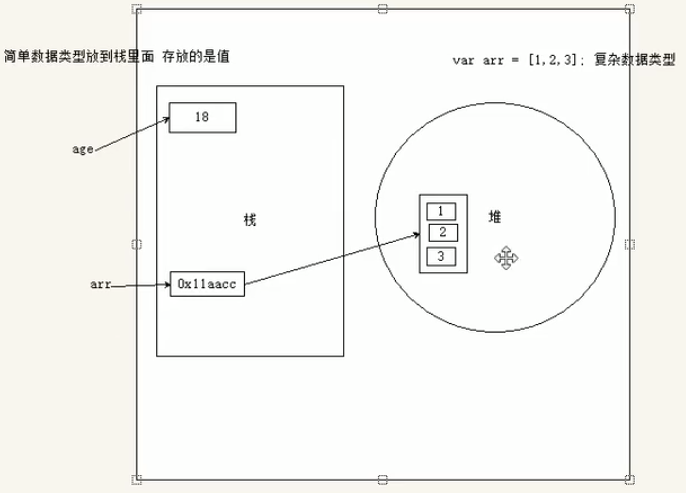 简单数据类型放到栈里面 存放的是值
var arr = [1,2,3]; 复杂数据类型
18
age
栈
1
2
3
堆
arr
0x11aacc